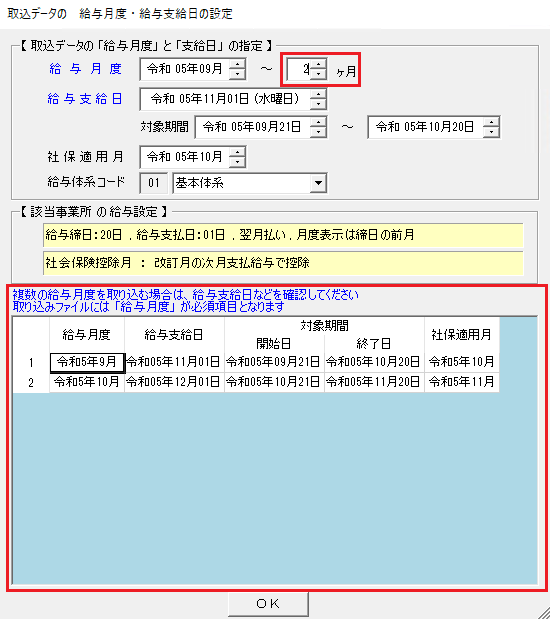 取込データの 給与月度・給与支給日の設定
【 取込データの「給与月度」と「支給日」の指定 】
給 与 月 度 令和 05年09月 ～ 2 ヶ月
給与支給日 令和 05年11月01日 (水曜日)
対象期間 令和 05年09月21日 ～ 令和 05年10月20日
社保適用月 令和 05年10月
給与体系コード 01 基本体系
【 該当事業所 の 給与設定 】
給与締日:20日 , 給与支払日:01日 , 翌月払い , 月度表示は締日の前月
社会保険控除月 ： 改訂月の次月支払給与で控除
複数の給与月度を取り込む場合は、給与支給日などを確認してください
取り込みファイルには「給与月度」が必須項目となります
給与月度 給与支給日 対象期間 社保適用月
開始日 終了日
1 令和5年9月 令和05年11月01日 令和05年09月21日 令和05年10月20日 令和5年10月
2 令和5年10月 令和05年12月01日 令和05年10月21日 令和05年11月20日 令和5年11月
ＯＫ